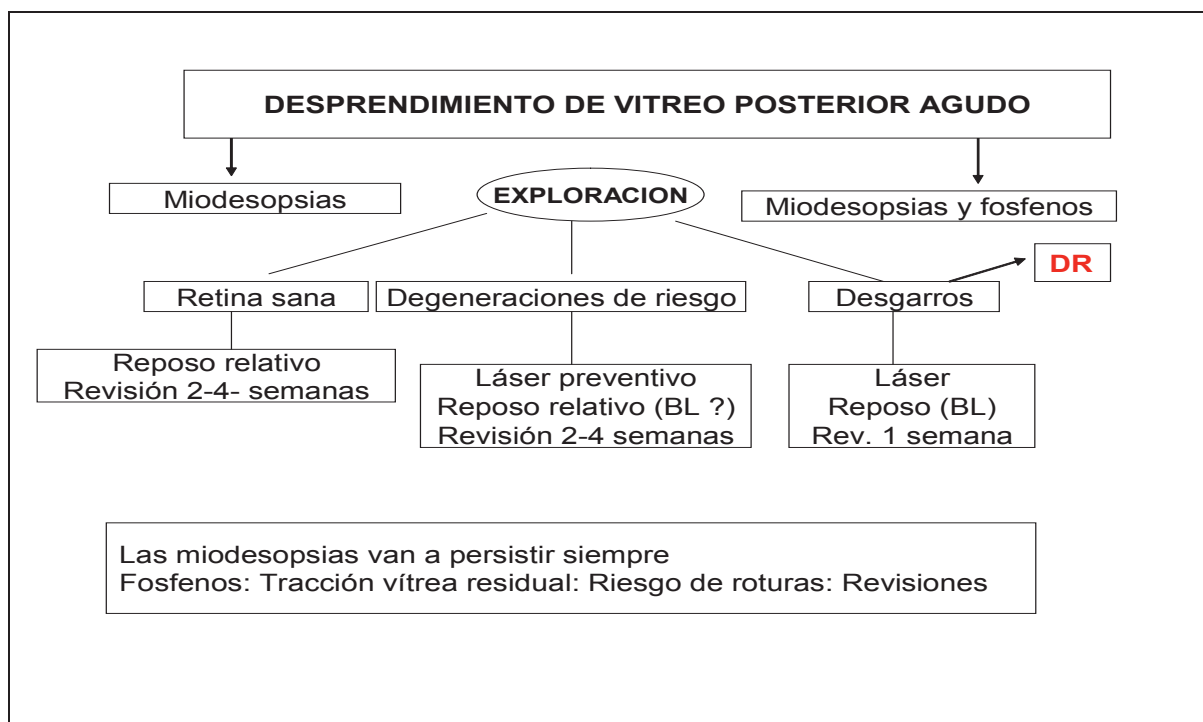 DESPRENDIMIENTO DE VITREO POSTERIOR AGUDO
Miodesopsias
EXPLORACION
Miodesopsias y fosfenos
DR
Retina sana
Degeneraciones de riesgo
Desgarros
Reposo relativo
Revisión 2-4- semanas
Láser preventivo
Reposo relativo (BL ?)
Revisión 2-4 semanas
Láser
Reposo (BL)
Rev. 1 semana
Las miodesopsias van a persistir siempre
Fosfenos: Tracción vítrea residual: Riesgo de roturas: Revisiones